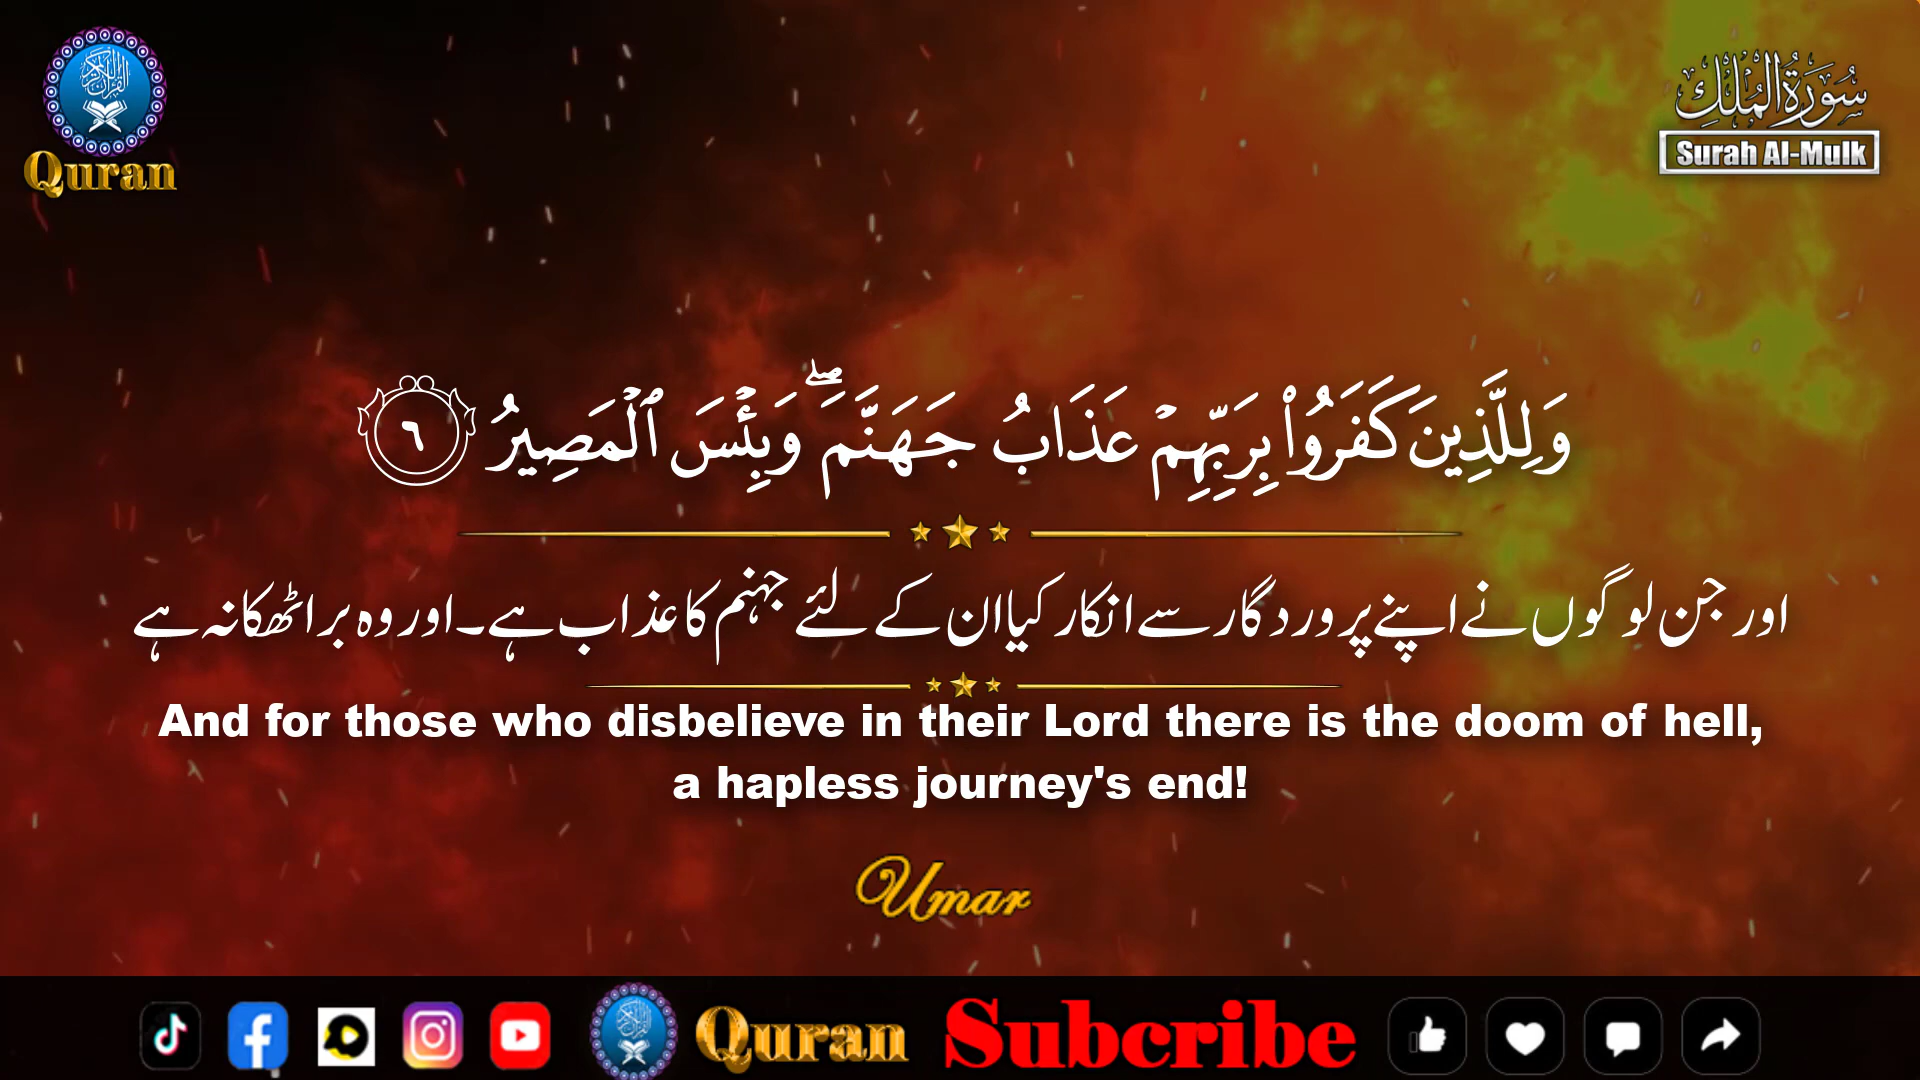 Quran
سُورَةُ الْمُلْكِ
Surah Al-Mulk
وَلِلَّذِينَ كَفَرُوا۟ بِرَبِّهِمْ عَذَابُ جَهَنَّمَ ۖ وَبِئْسَ ٱلْمَصِيرُ ٦
اور جن لوگوں نے اپنے پروردگار سے انکار کیا ان کے لئے جہنم کا عذاب ہے۔ اور وہ برا ٹھکانہ ہے
And for those who disbelieve in their Lord there is the doom of hell,
a hapless journey's end!
Umar
Quran Subcribe